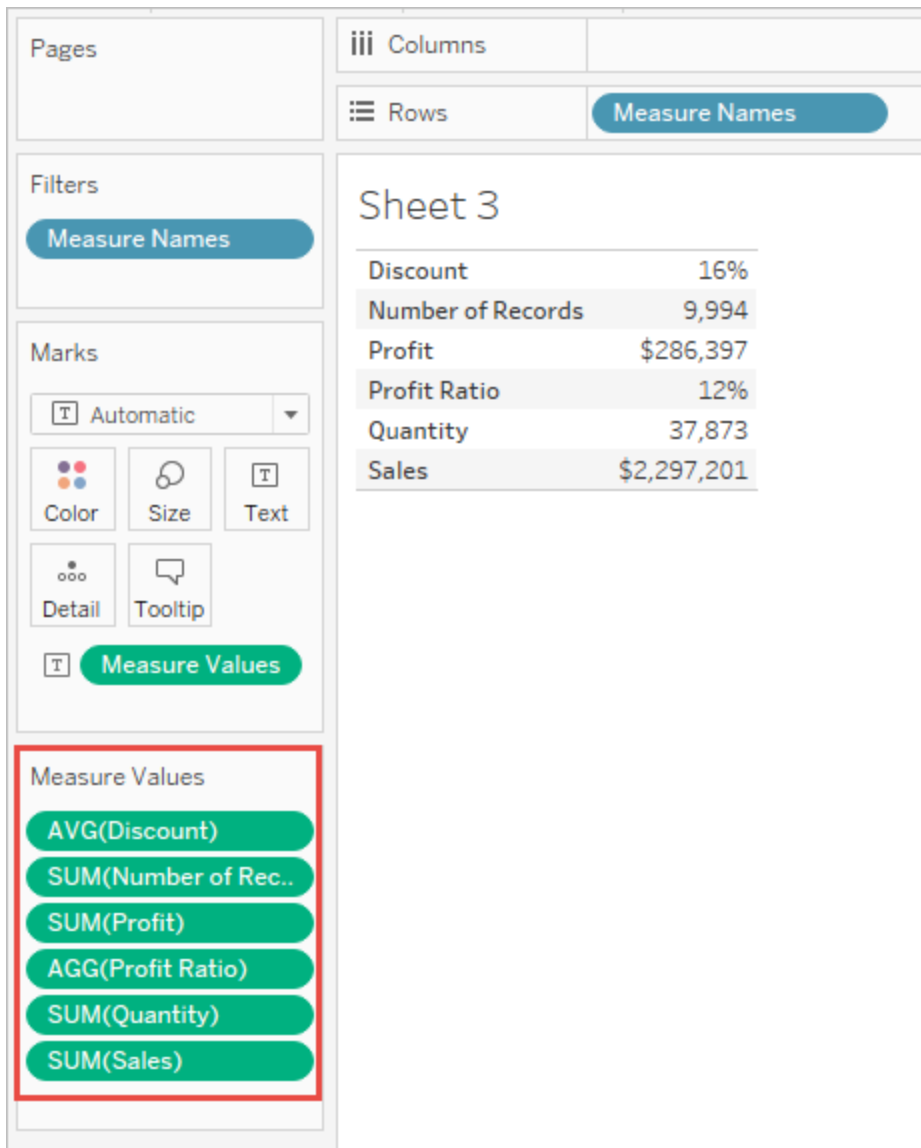 Pages
Columns
Rows
Measure Names
Filters
Measure Names
Marks
T Automatic
Color
Size
T
Text
Detail
Tooltip
T Measure Values
Measure Values
AVG(Discount)
SUM(Number of Rec..
SUM(Profit)
AGG(Profit Ratio)
SUM(Quantity)
SUM(Sales)
Sheet 3
Discount 16%
Number of Records 9,994
Profit $286,397
Profit Ratio 12%
Quantity 37,873
Sales $2,297,201